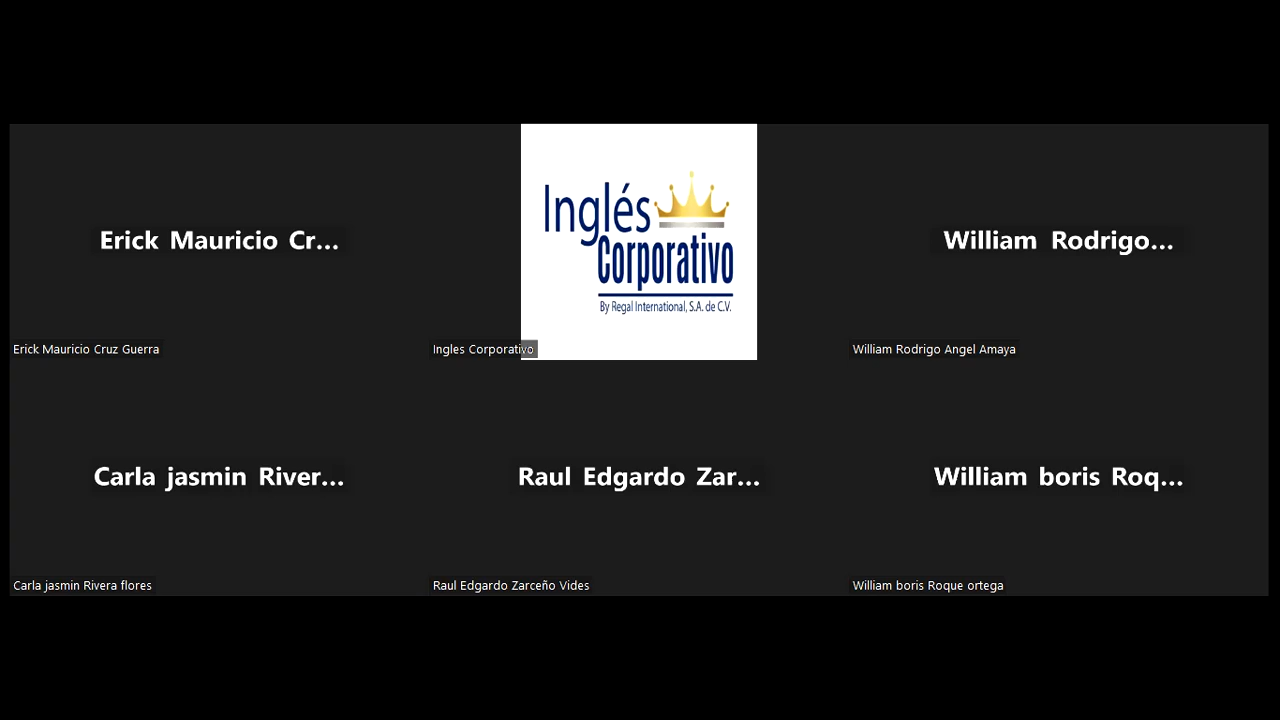 Erick Mauricio Cr...
Inglés
Corporativo
By Regal International, S.A. de C.V.
William Rodrigo...
Erick Mauricio Cruz Guerra
Ingles Corporativo
William Rodrigo Angel Amaya
Carla jasmin River...
Raul Edgardo Zar...
William boris Roq...
Carla jasmin Rivera flores
Raul Edgardo Zarceño Vides
William boris Roque ortega